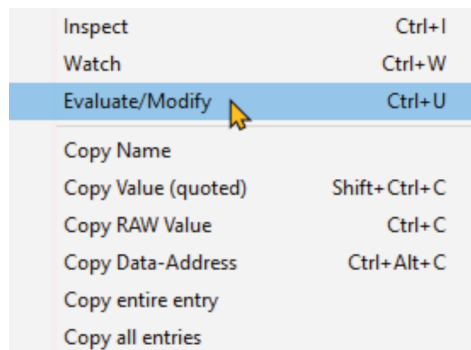 Inspect Ctrl+I
Watch Ctrl+W
Evaluate/Modify Ctrl+U
Copy Name
Copy Value (quoted) Shift+Ctrl+C
Copy RAW Value Ctrl+C
Copy Data-Address Ctrl+Alt+C
Copy entire entry
Copy all entries